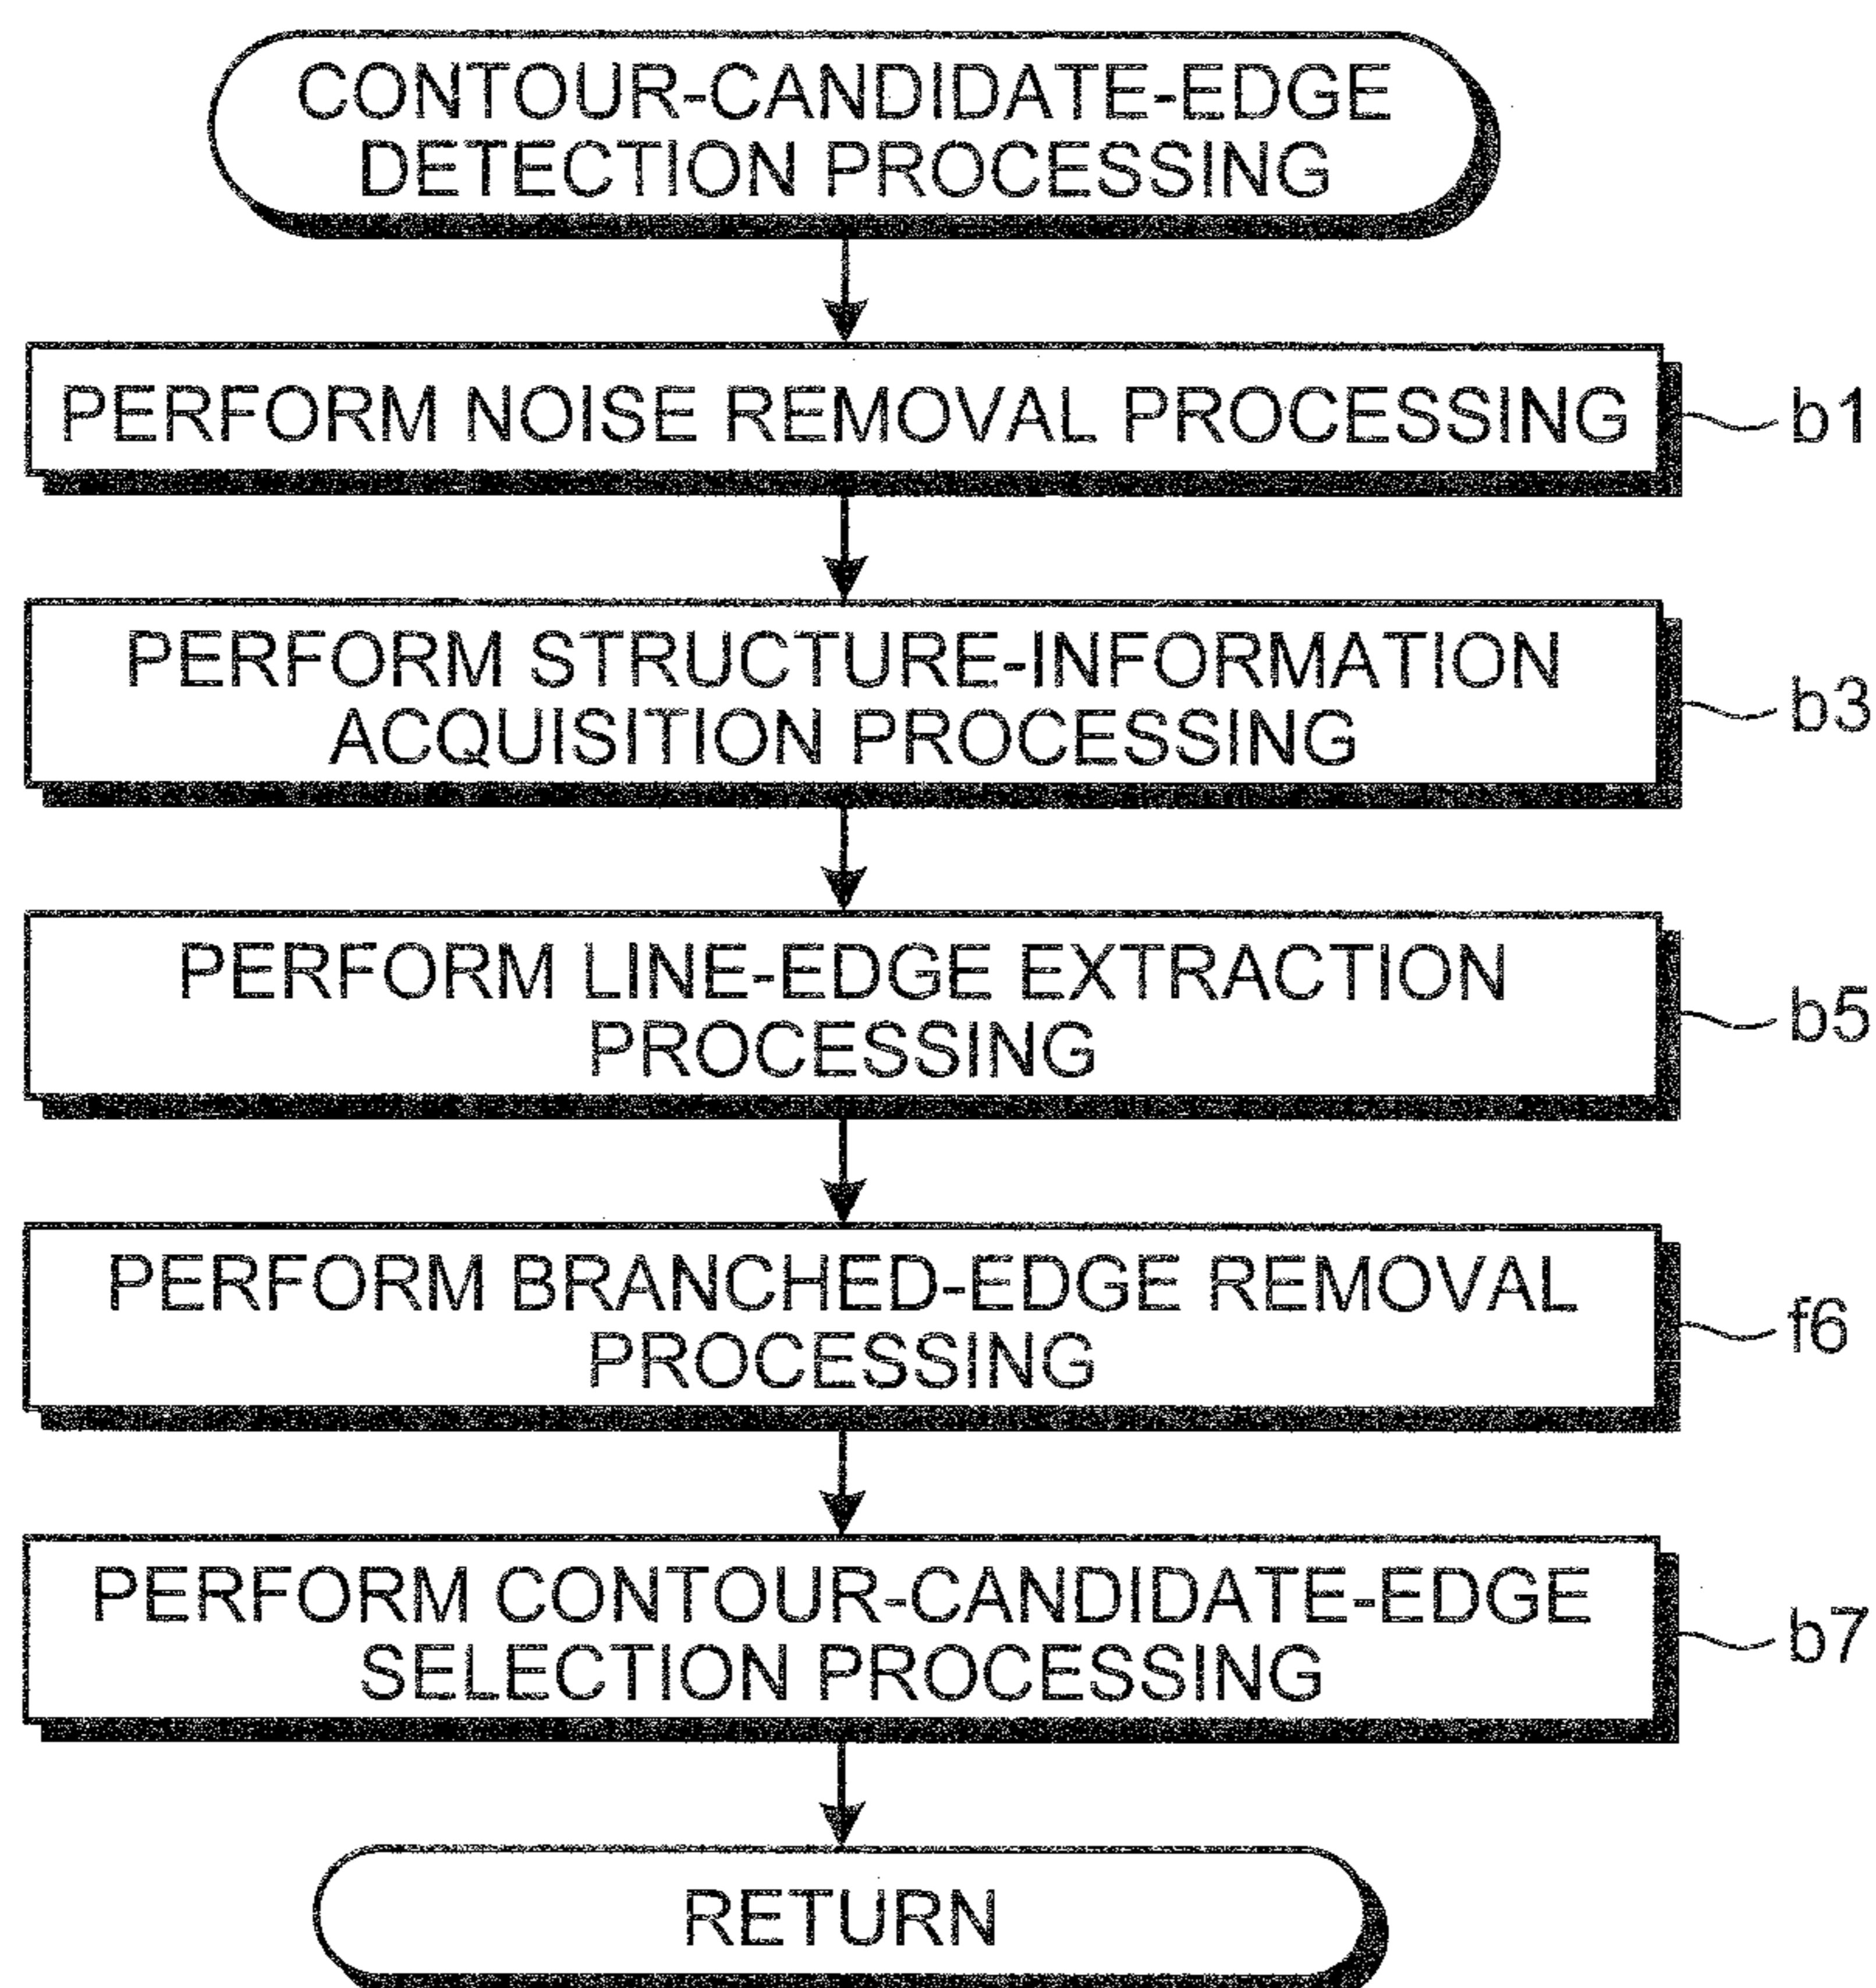 CONTOUR-CANDIDATE-EDGE
DETECTION PROCESSING
PERFORM NOISE REMOVAL PROCESSING
b1
PERFORM STRUCTURE-INFORMATION
ACQUISITION PROCESSING
b3
PERFORM LINE-EDGE EXTRACTION
PROCESSING
b5
PERFORM BRANCHED-EDGE REMOVAL
PROCESSING
f6
PERFORM CONTOUR-CANDIDATE-EDGE
SELECTION PROCESSING
b7
RETURN